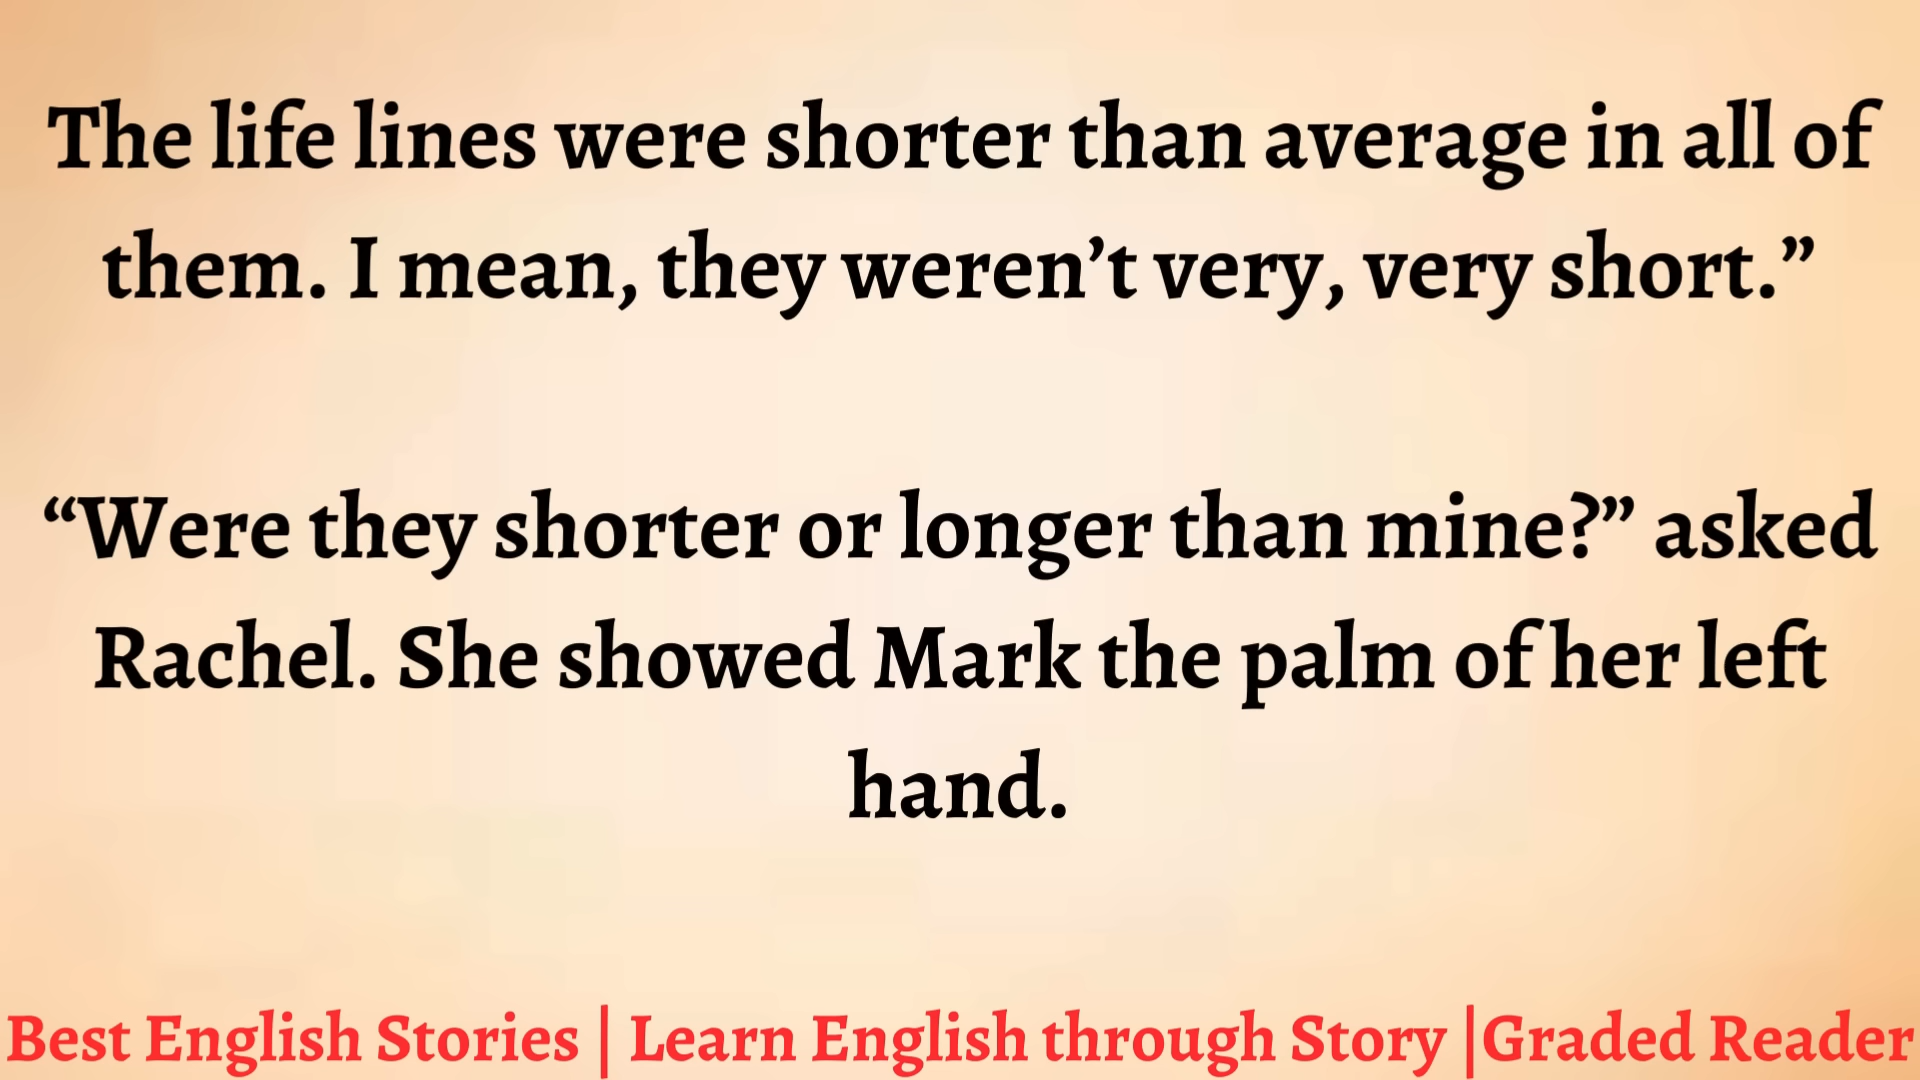 The life lines were shorter than average in all of
them. I mean, they weren’t very, very short.”
“Were they shorter or longer than mine?” asked
Rachel. She showed Mark the palm of her left
hand.
Best English Stories | Learn English through Story |Graded Reader